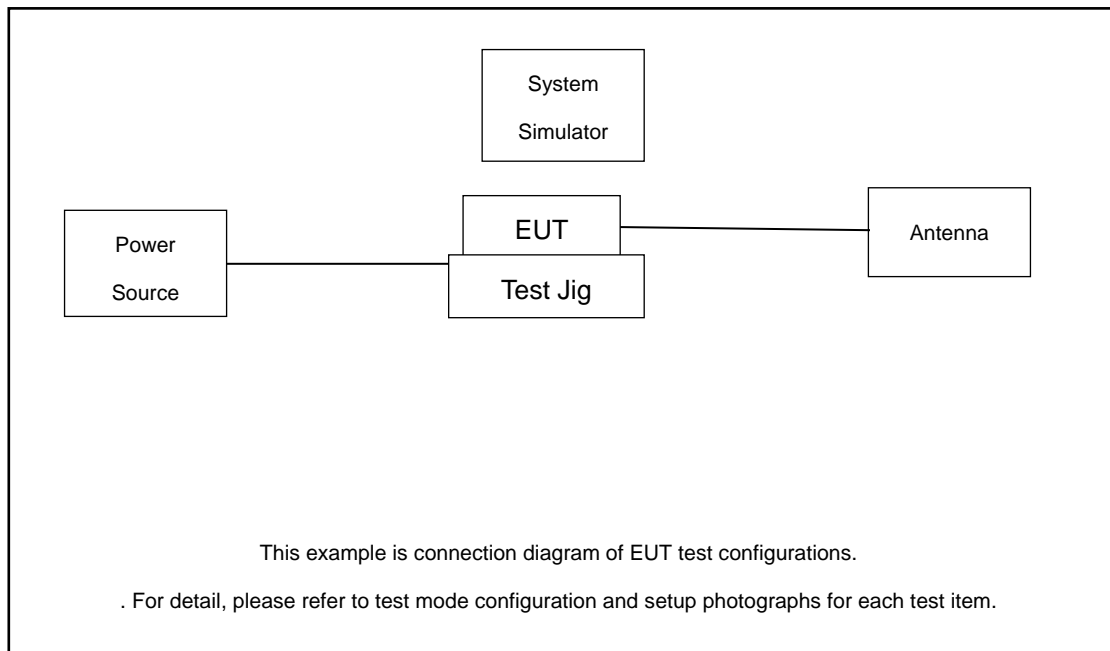 System
Simulator
EUT
Test Jig
Power
Source
Antenna
This example is connection diagram of EUT test configurations.
. For detail, please refer to test mode configuration and setup photographs for each test item.